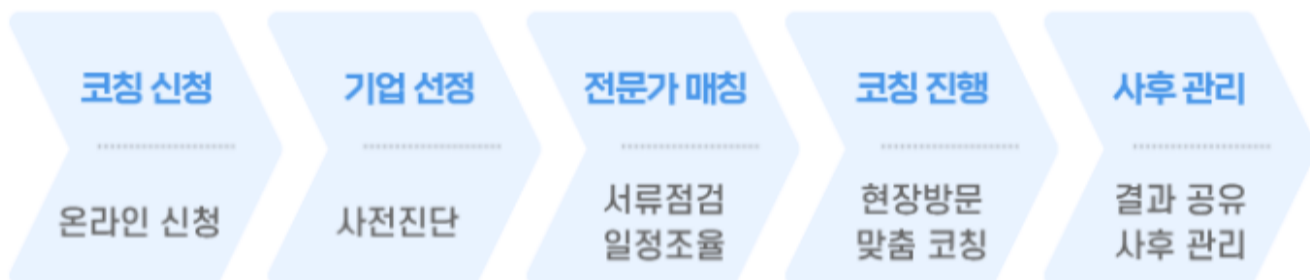 코칭 신청
온라인 신청
기업 선정
사전진단
전문가 매칭
서류점검
일정조율
코칭 진행
현장방문
맞춤 코칭
사후 관리
결과 공유
사후 관리